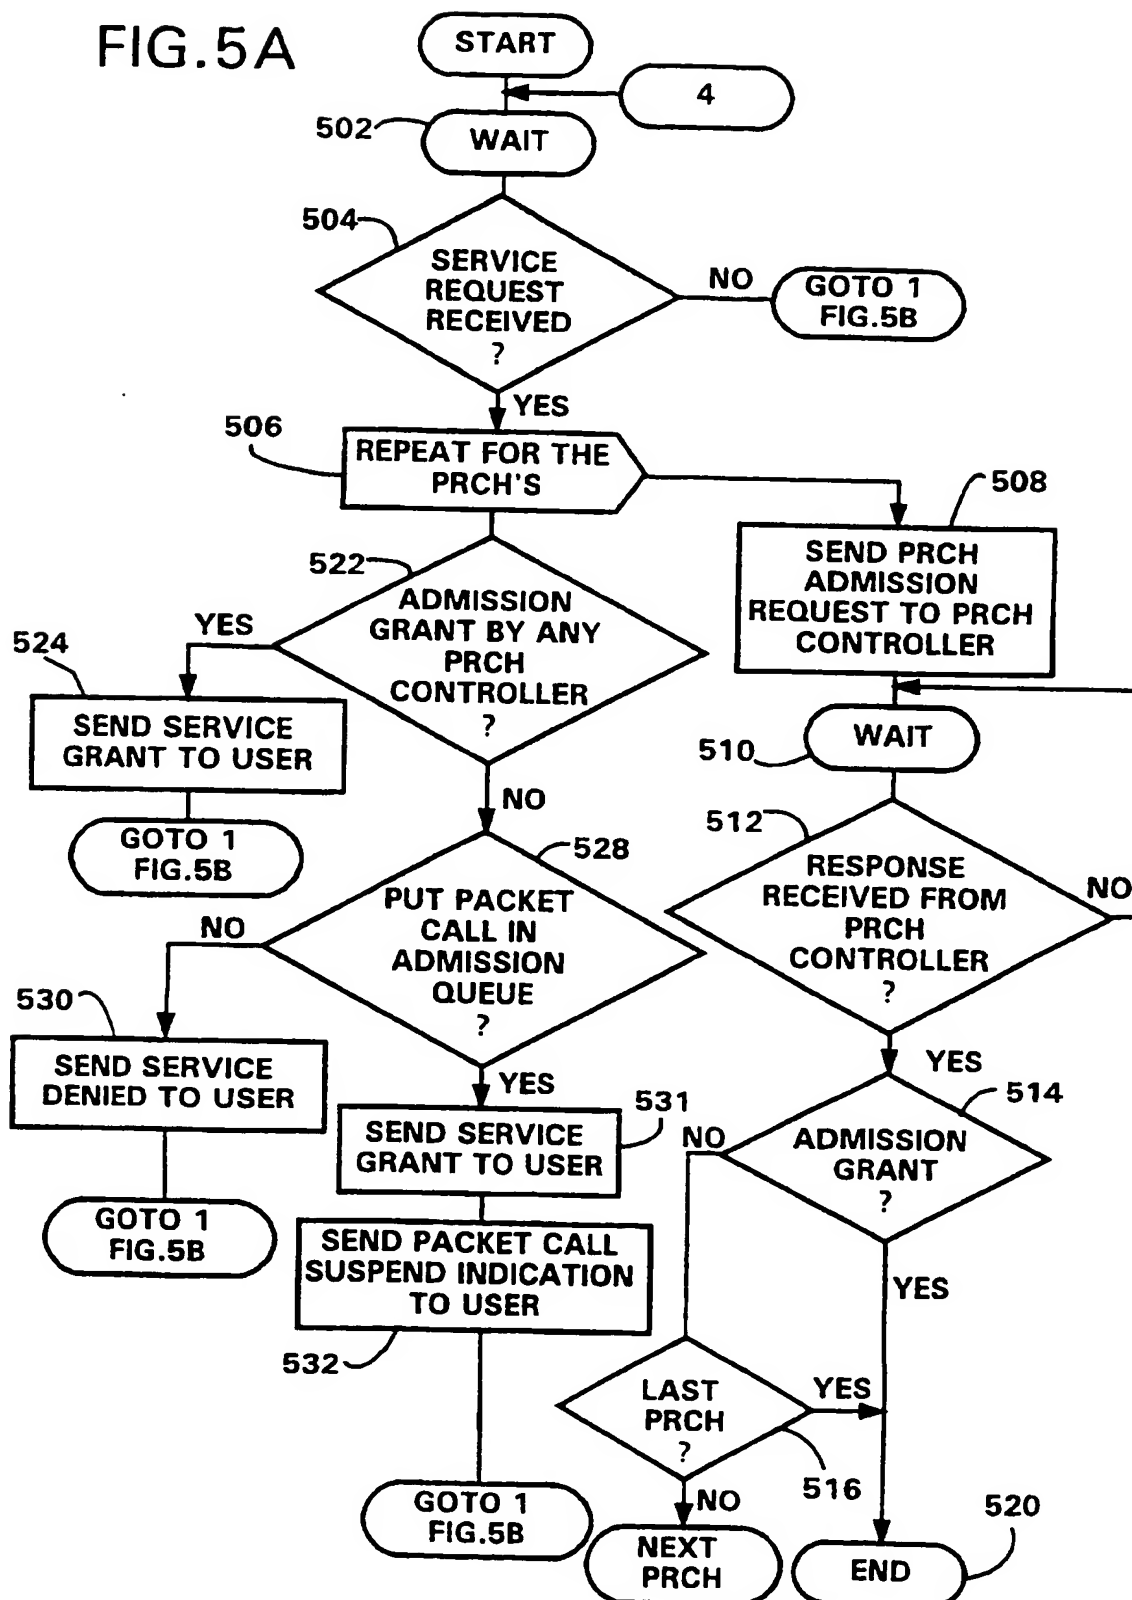 FIG.5A
START
4
502
WAIT
504
SERVICE
REQUEST
RECEIVED
?
NO
GOTO 1
FIG.5B
YES
506
REPEAT FOR THE
PRCH'S
508
SEND PRCH
ADMISSION
REQUEST TO PRCH
CONTROLLER
522
ADMISSION
GRANT BY ANY
PRCH
CONTROLLER
?
YES
524
SEND SERVICE
GRANT TO USER
GOTO 1
FIG.5B
NO
510
WAIT
512
RESPONSE
RECEIVED FROM
PRCH
CONTROLLER
?
NO
528
PUT PACKET
CALL IN
ADMISSION
QUEUE
?
NO
530
SEND SERVICE
DENIED TO USER
GOTO 1
FIG.5B
YES
531
SEND SERVICE
GRANT TO USER
SEND PACKET CALL
SUSPEND INDICATION
TO USER
532
GOTO 1
FIG.5B
YES
514
ADMISSION
GRANT
?
NO
YES
LAST
PRCH
?
YES
516
NO
NEXT
PRCH
520
END